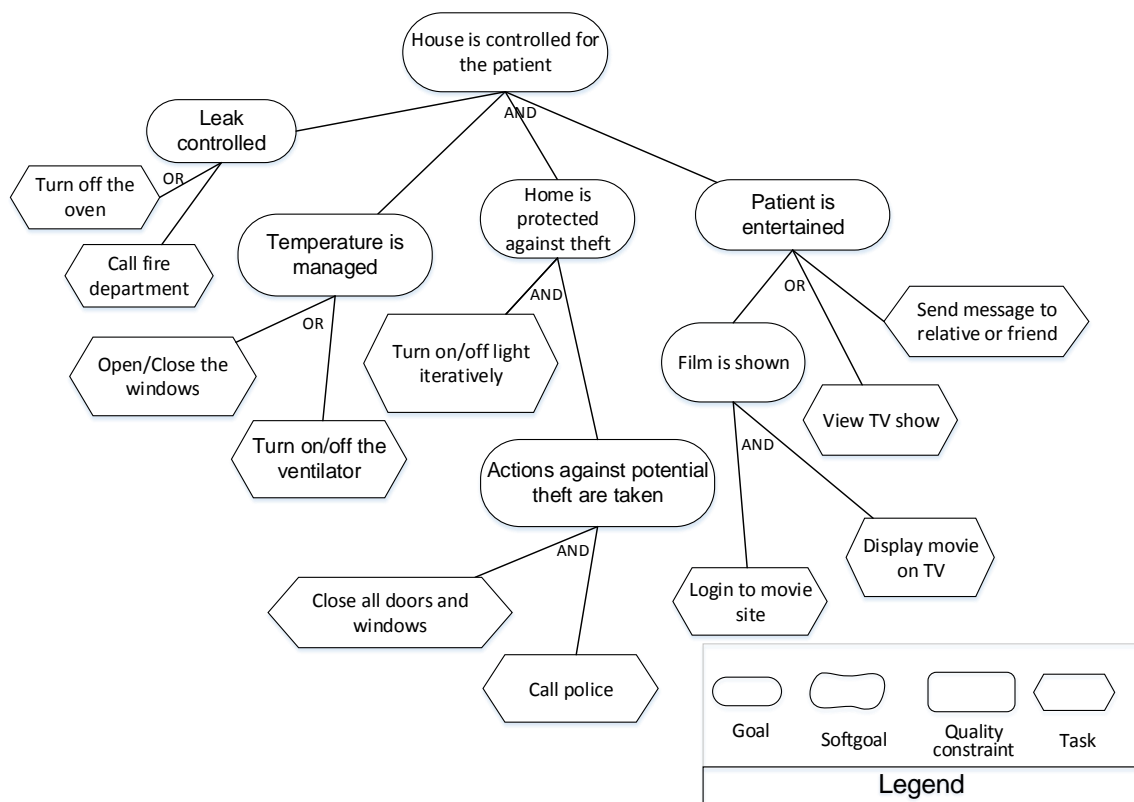 House is controlled for
the patient
AND
Leak
controlled
OR
Turn off the
oven
Call fire
department
Temperature is
managed
OR
Open/Close the
windows
Turn on/off the
ventilator
Home is
protected
against theft
AND
Turn on/off light
iteratively
Actions against potential
theft are taken
AND
Close all doors and
windows
Call police
Patient is
entertained
OR
Send message to
relative or friend
Film is shown
View TV show
AND
Display movie
on TV
Login to movie
site
Goal
Softgoal
Quality
constraint
Task
Legend